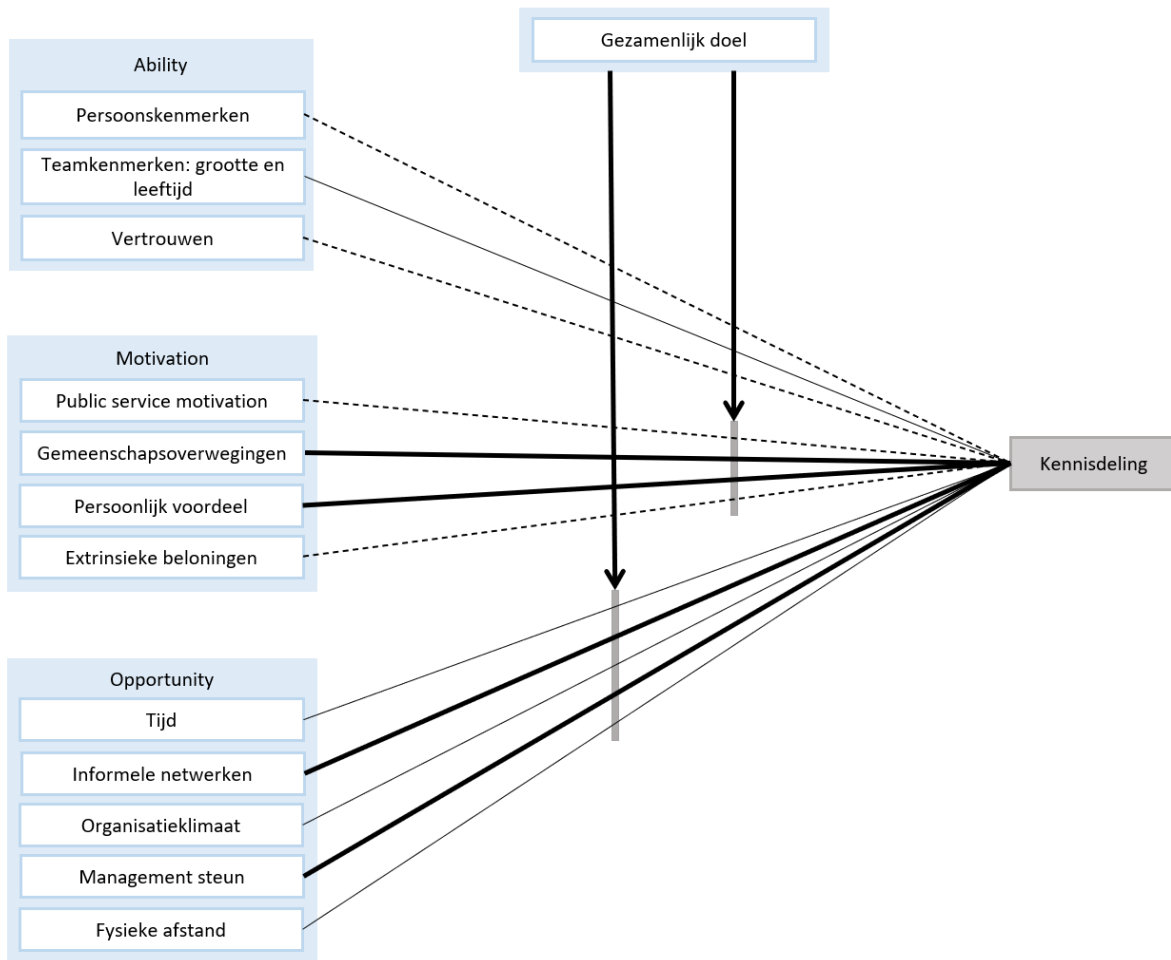 Gezamenlijk doel
Ability
Persoonskenmerken
Teamkenmerken: grootte en
leeftijd
Vertrouwen
Motivation
Public service motivation
Gemeenschapsoverwegingen
Persoonlijk voordeel
Extrinsieke beloningen
Kennisdeling
Opportunity
Tijd
Informele netwerken
Organisatieklimaat
Management steun
Fysieke afstand